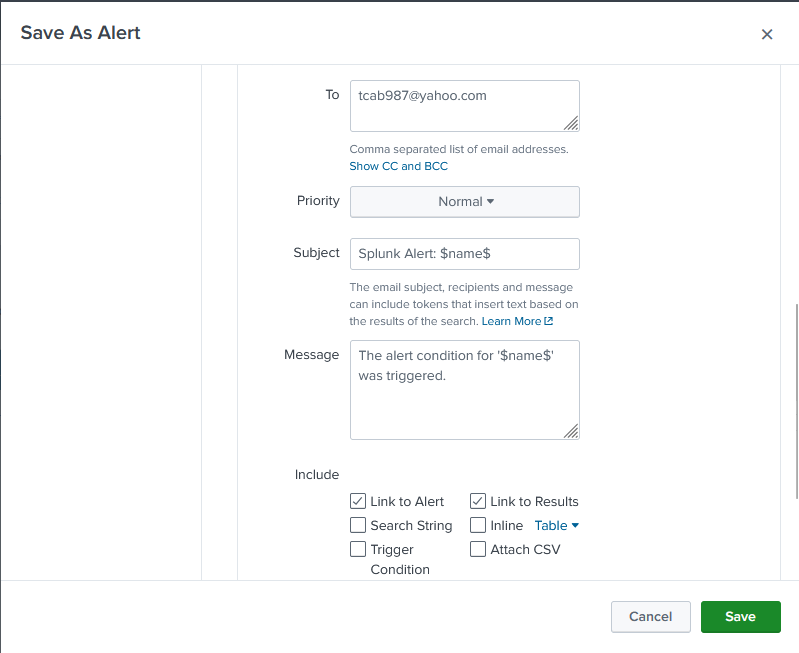 Save As Alert
To
tcab987@yahoo.com
Comma separated list of email addresses.
Show CC and BCC
Priority
Normal
Subject
Splunk Alert: $name$
The email subject, recipients and message
can include tokens that insert text based on
the results of the search. Learn More
Message
The alert condition for '$name$'
was triggered.
Include
Link to Alert
Link to Results
Search String
Inline Table
Trigger
Condition
Attach CSV
Cancel
Save